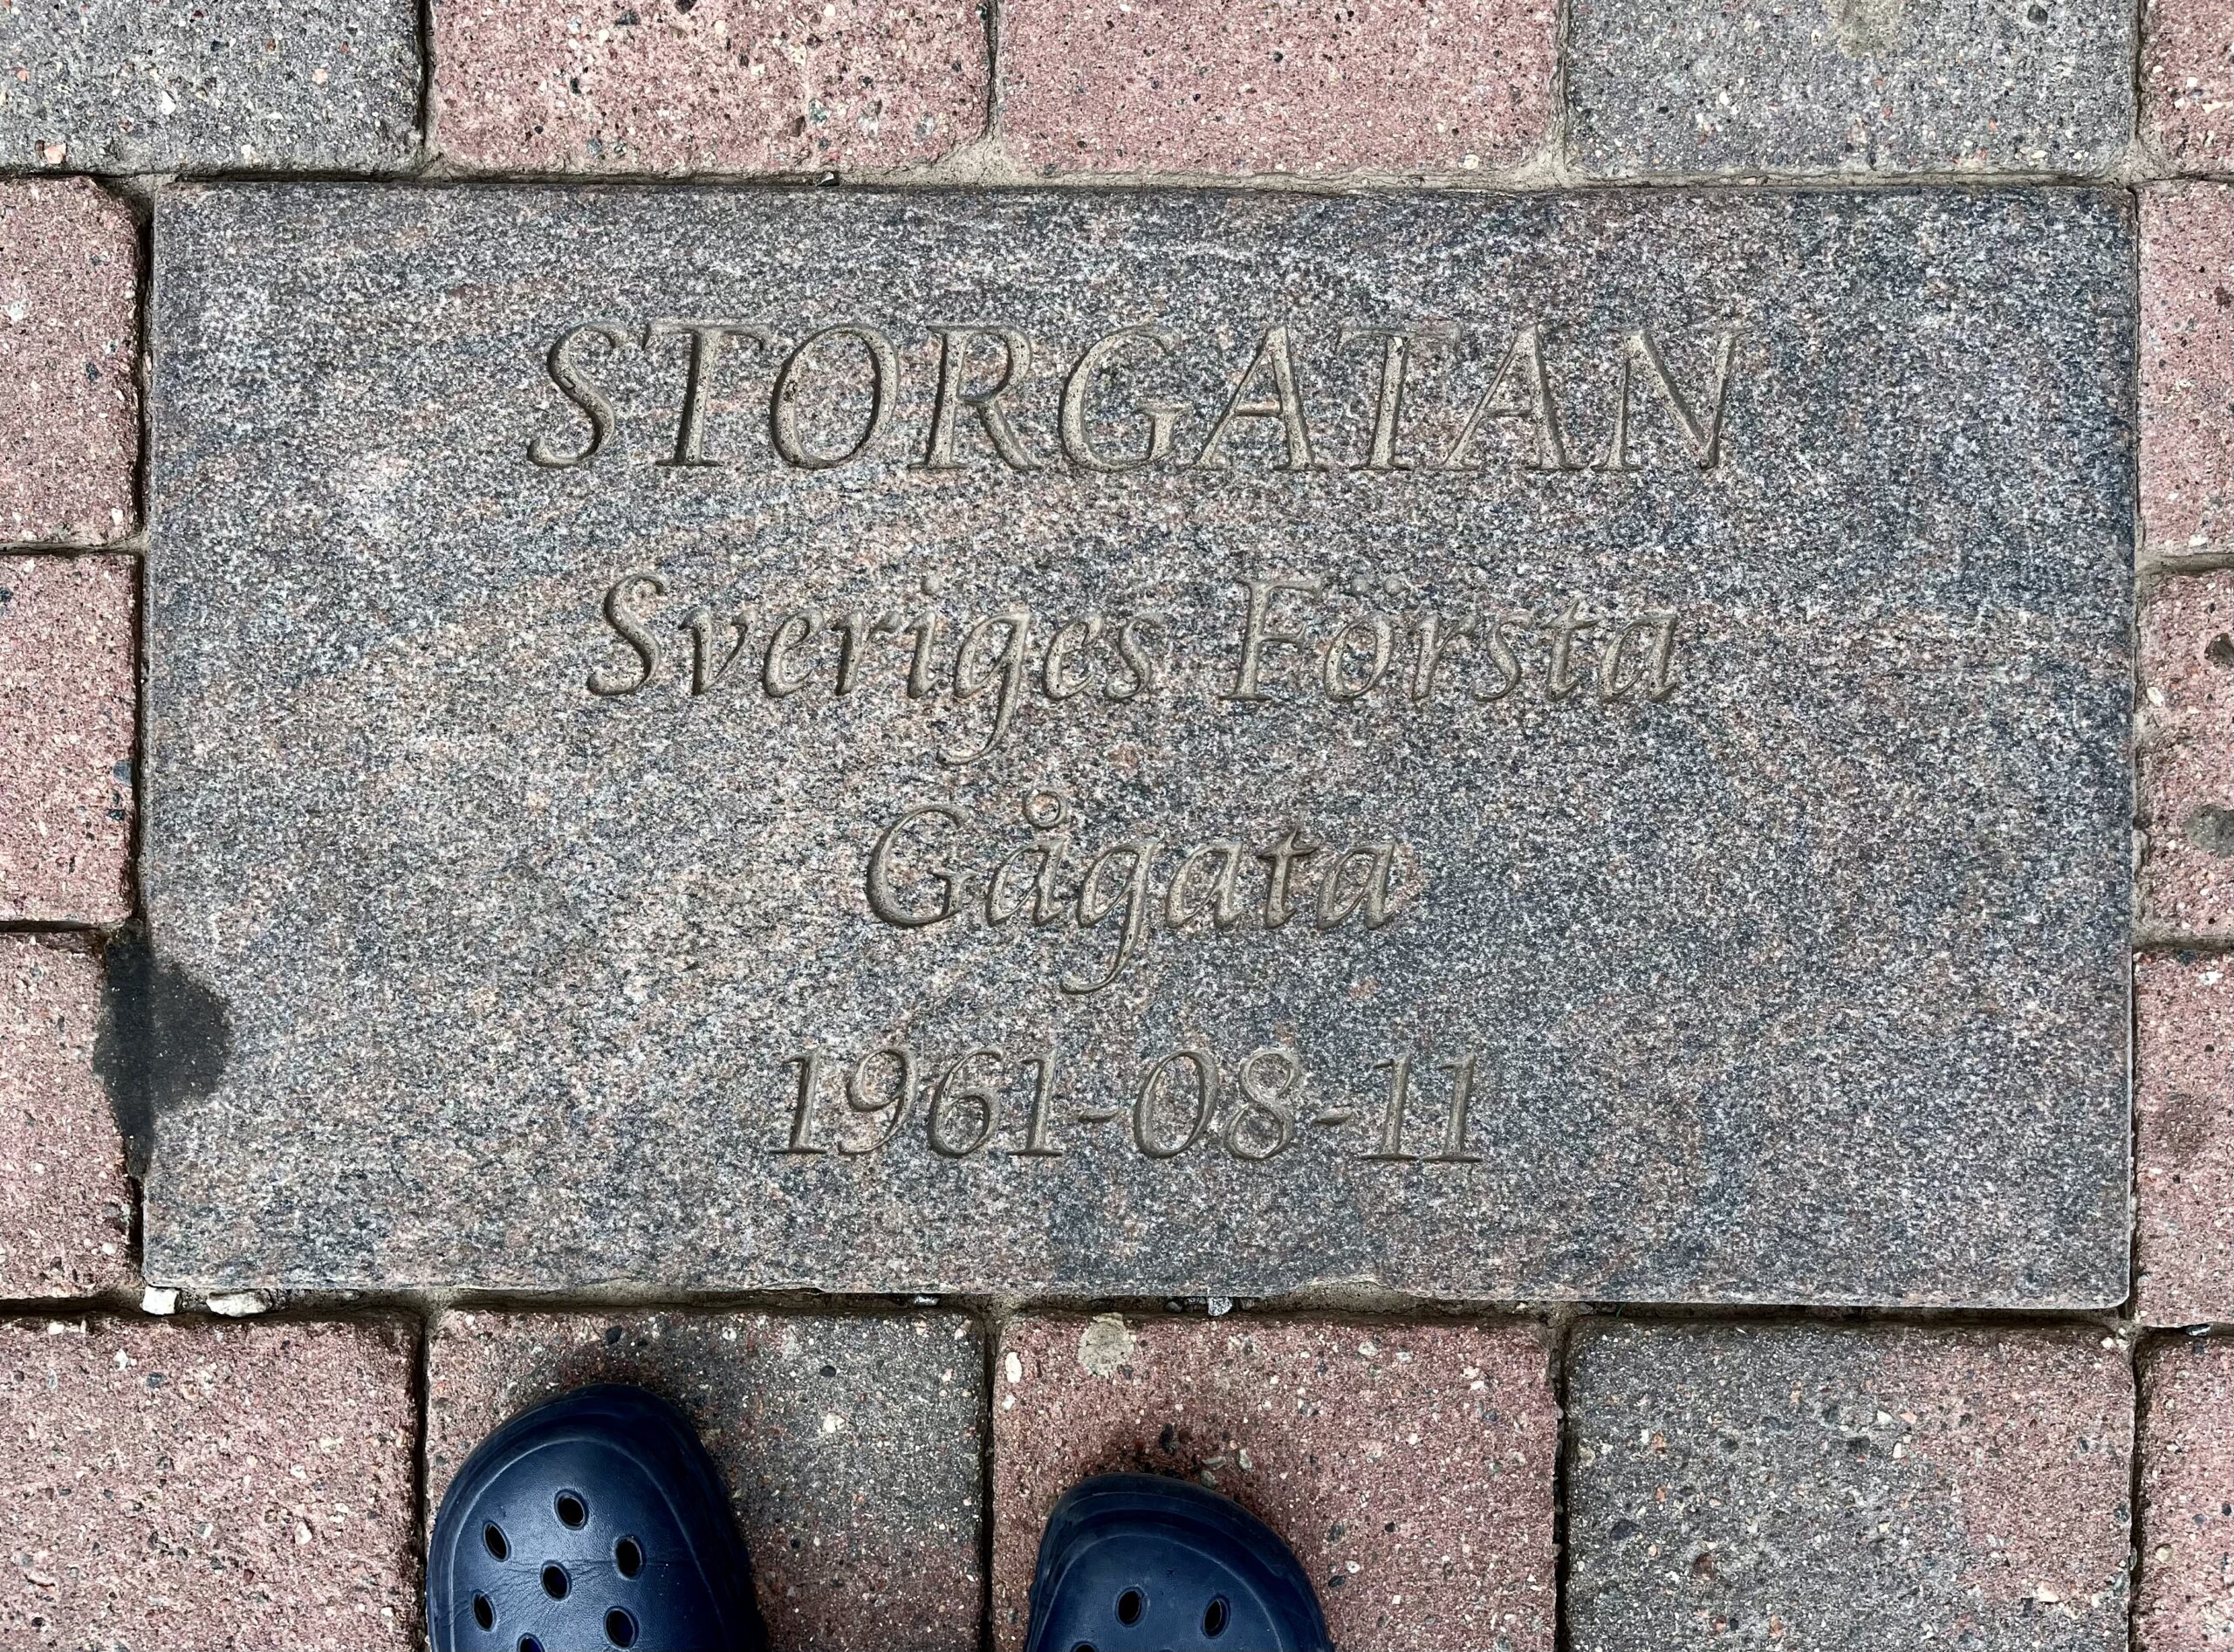 STORGATAN
Sveriges Första
Gågata
1961-08-11